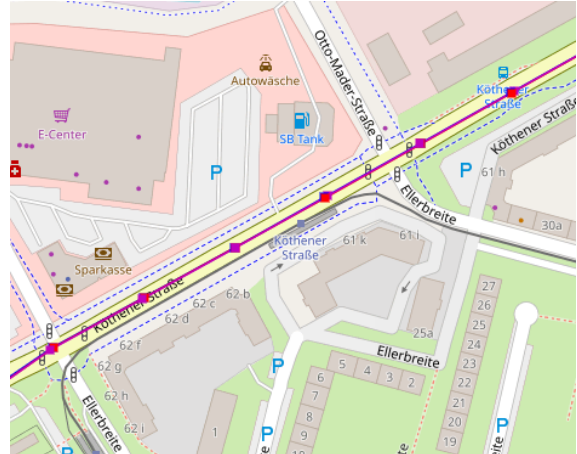 Otto-Mader-Straße
Autowäsche
Köthener
Straße
E-Center
SB Tank
Köthener Straße
P
61 h
P
Ellerbreite
30a
61 k
61 i
Köthener
Straße
Sparkasse
27
62 b
26
62 c
Köthener Straße
25
62 d
24
25a
62 f
23
Ellerbreite
62 g
P
5
4
3
2
22
6
21
62 h
7
Ellerbreite
8
20
62 i
1
P
9
19
P
P